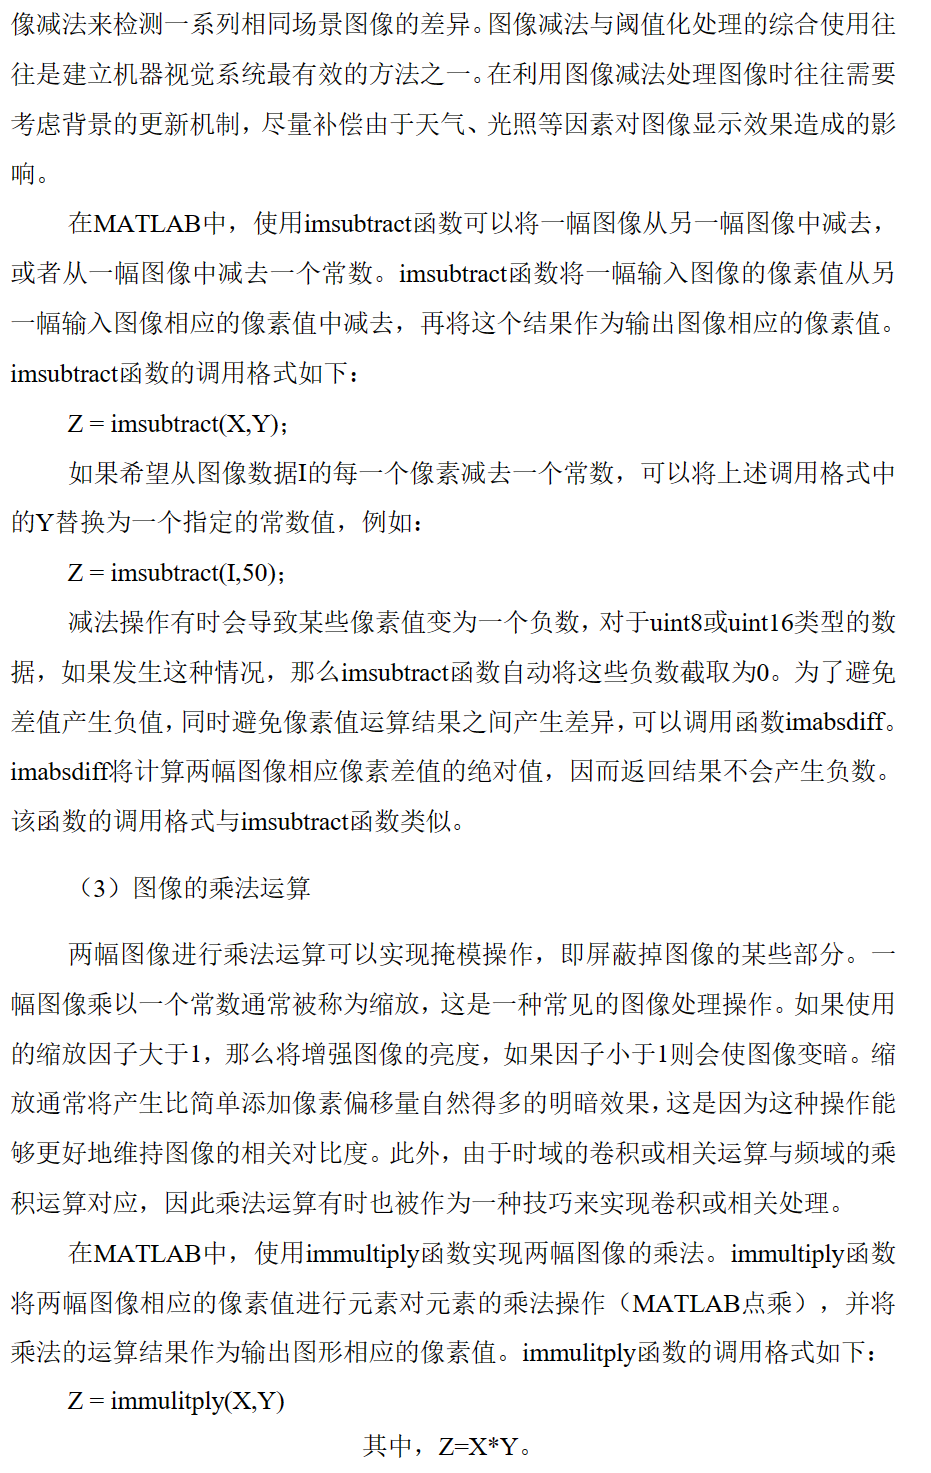 像减法来检测一系列相同场景图像的差异。图像减法与阈值化处理的综合使用往
往是建立机器视觉系统最有效的方法之一。在利用图像减法处理图像时往往需要
考虑背景的更新机制，尽量补偿由于天气、光照等因素对图像显示效果造成的影
响。
在MATLAB中，使用imsubtract函数可以将一幅图像从另一幅图像中减去，
或者从一幅图像中减去一个常数。imsubtract函数将一幅输入图像的像素值从另
一幅输入图像相应的像素值中减去，再将这个结果作为输出图像相应的像素值。
imsubtract函数的调用格式如下：
Z = imsubtract(X,Y)；
如果希望从图像数据I的每一个像素减去一个常数，可以将上述调用格式中
的Y替换为一个指定的常数值，例如：
Z = imsubtract(I,50)；
减法操作有时会导致某些像素值变为一个负数，对于uint8或uint16类型的数
据，如果发生这种情况，那么imsubtract函数自动将这些负数截取为0。为了避免
差值产生负值，同时避免像素值运算结果之间产生差异，可以调用函数imabsdiff。
imabsdiff将计算两幅图像相应像素差值的绝对值，因而返回结果不会产生负数。
该函数的调用格式与imsubtract函数类似。
（3）图像的乘法运算
两幅图像进行乘法运算可以实现掩模操作，即屏蔽掉图像的某些部分。一
幅图像乘以一个常数通常被称为缩放，这是一种常见的图像处理操作。如果使用
的缩放因子大于1，那么将增强图像的亮度，如果因子小于1则会使图像变暗。缩
放通常将产生比简单添加像素偏移量自然得多的明暗效果，这是因为这种操作能
够更好地维持图像的相关对比度。此外，由于时域的卷积或相关运算与频域的乘
积运算对应，因此乘法运算有时也被作为一种技巧来实现卷积或相关处理。
在MATLAB中，使用immultiply函数实现两幅图像的乘法。immultiply函数
将两幅图像相应的像素值进行元素对元素的乘法操作（MATLAB点乘），并将
乘法的运算结果作为输出图形相应的像素值。immulitply函数的调用格式如下：
Z = immulitply(X,Y)
其中，Z=X*Y。